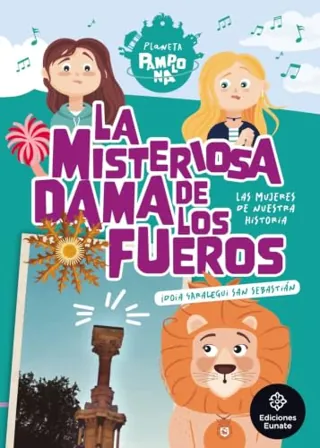 PLANETA
PAMPLO
NA
LA
MISTERIOSA
DAMA DE
LOS
FUEROS
LAS MUJERES
DE NUESTRA
HISTORIA
IDOIA SARALEGUI SAN SEBASTIÁN
Ediciones
Eunate